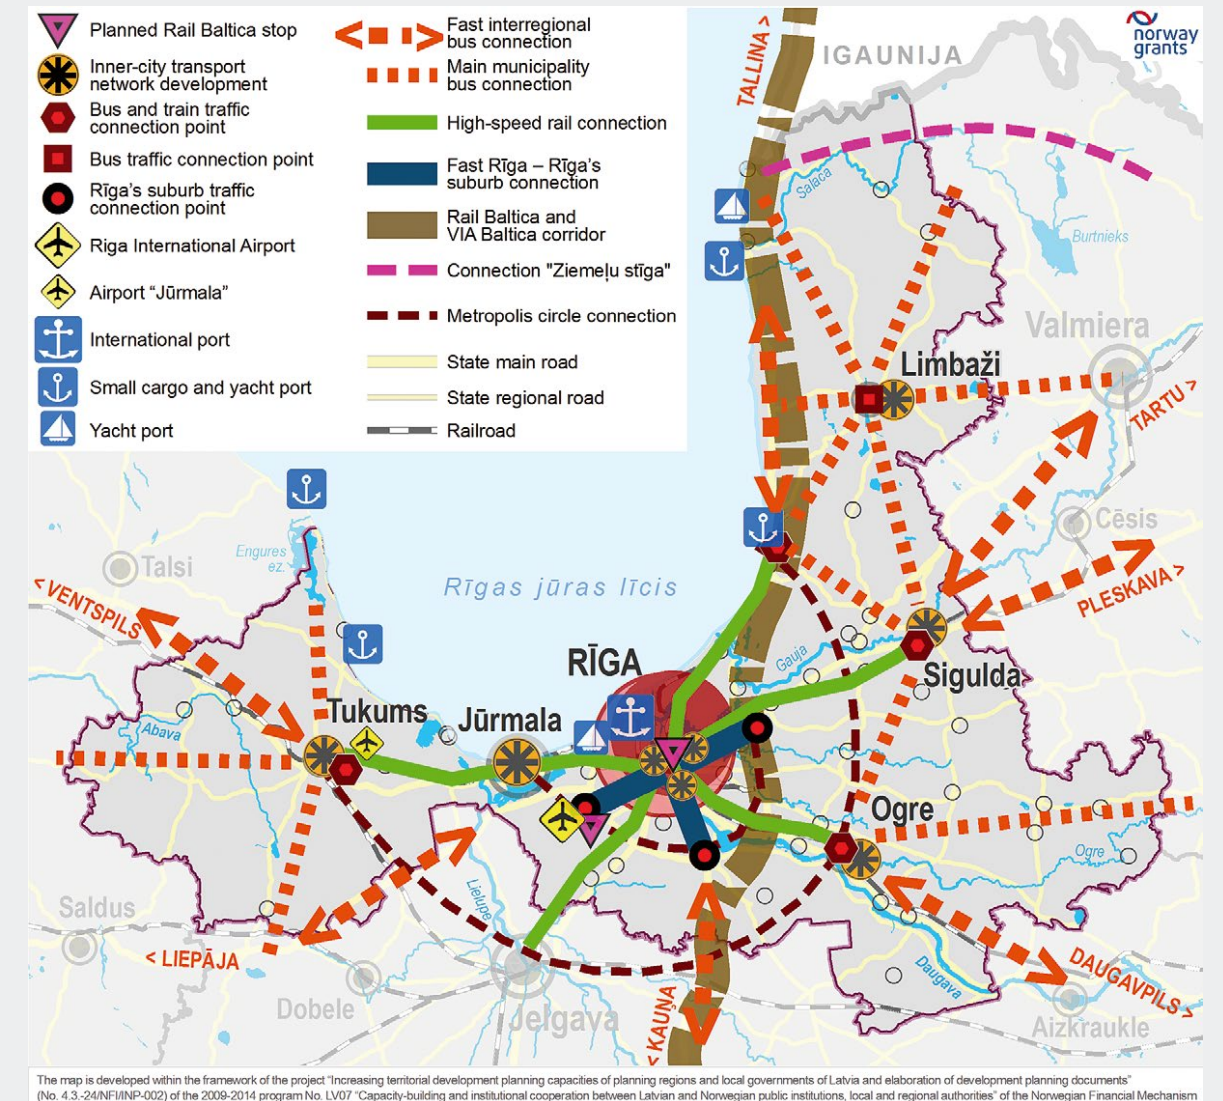 Planned Rail Baltica stop
Inner-city transport
network development
Bus and train traffic
connection point
Bus traffic connection point
Rīga's suburb traffic
connection point
Riga International Airport
Airport “Jūrmala”
International port
Small cargo and yacht port
Yacht port
Fast interregional
bus connection
Main municipality
bus connection
High-speed rail connection
Fast Rīga – Rīga's
suburb connection
Rail Baltica and
VIA Baltica corridor
Connection "Ziemeļu stīga"
Metropolis circle connection
State main road
State regional road
Railroad
norway
grants
TALLINA >
IGAUNIJA
Salaca
Burtnieks
Valmiera
Limbaži
TARTU >
Cēsis
PLESKAVA >
Engures
ez.
Talsi
< VENTSPILS
Rīgas jūras līcis
RĪGA
Gauja
Sigulda
Tukums
Jūrmala
Abava
Ogre
Ogre
Lielupe
Saldus
< LIEPĀJA
Dobele
Jelgava
< KAUŅA
Daugava
DAUGAVPILS >
Aizkraukle
The map is developed within the framework of the project “Increasing territorial development planning capacities of planning regions and local governments of Latvia and elaboration of development planning documents”
(No. 4.3.-24/NFI/INP-002) of the 2009-2014 program No. LV07 “Capacity-building and institutional cooperation between Latvian and Norwegian public institutions, local and regional authorities” of the Norwegian Financial Mechanism